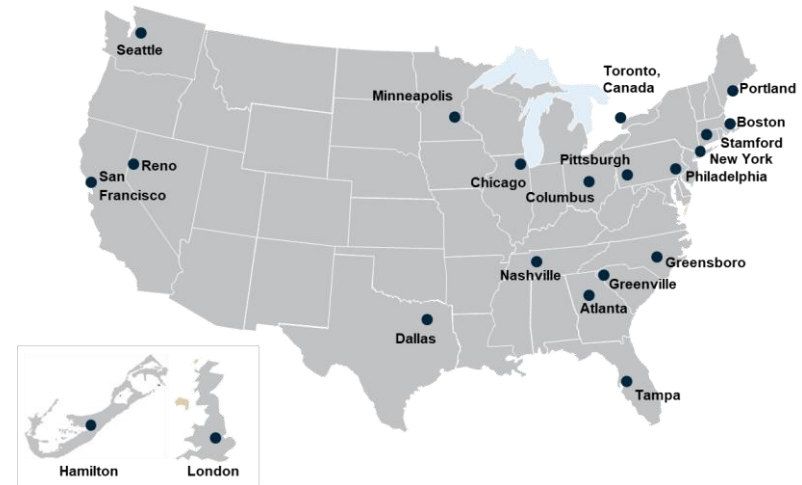 Seattle
Minneapolis
Toronto,
Canada
Portland
Boston
Stamford
New York
Philadelphia
Pittsburgh
Chicago
Columbus
Reno
San
Francisco
Nashville
Greensboro
Greenville
Atlanta
Dallas
Tampa
Hamilton
London